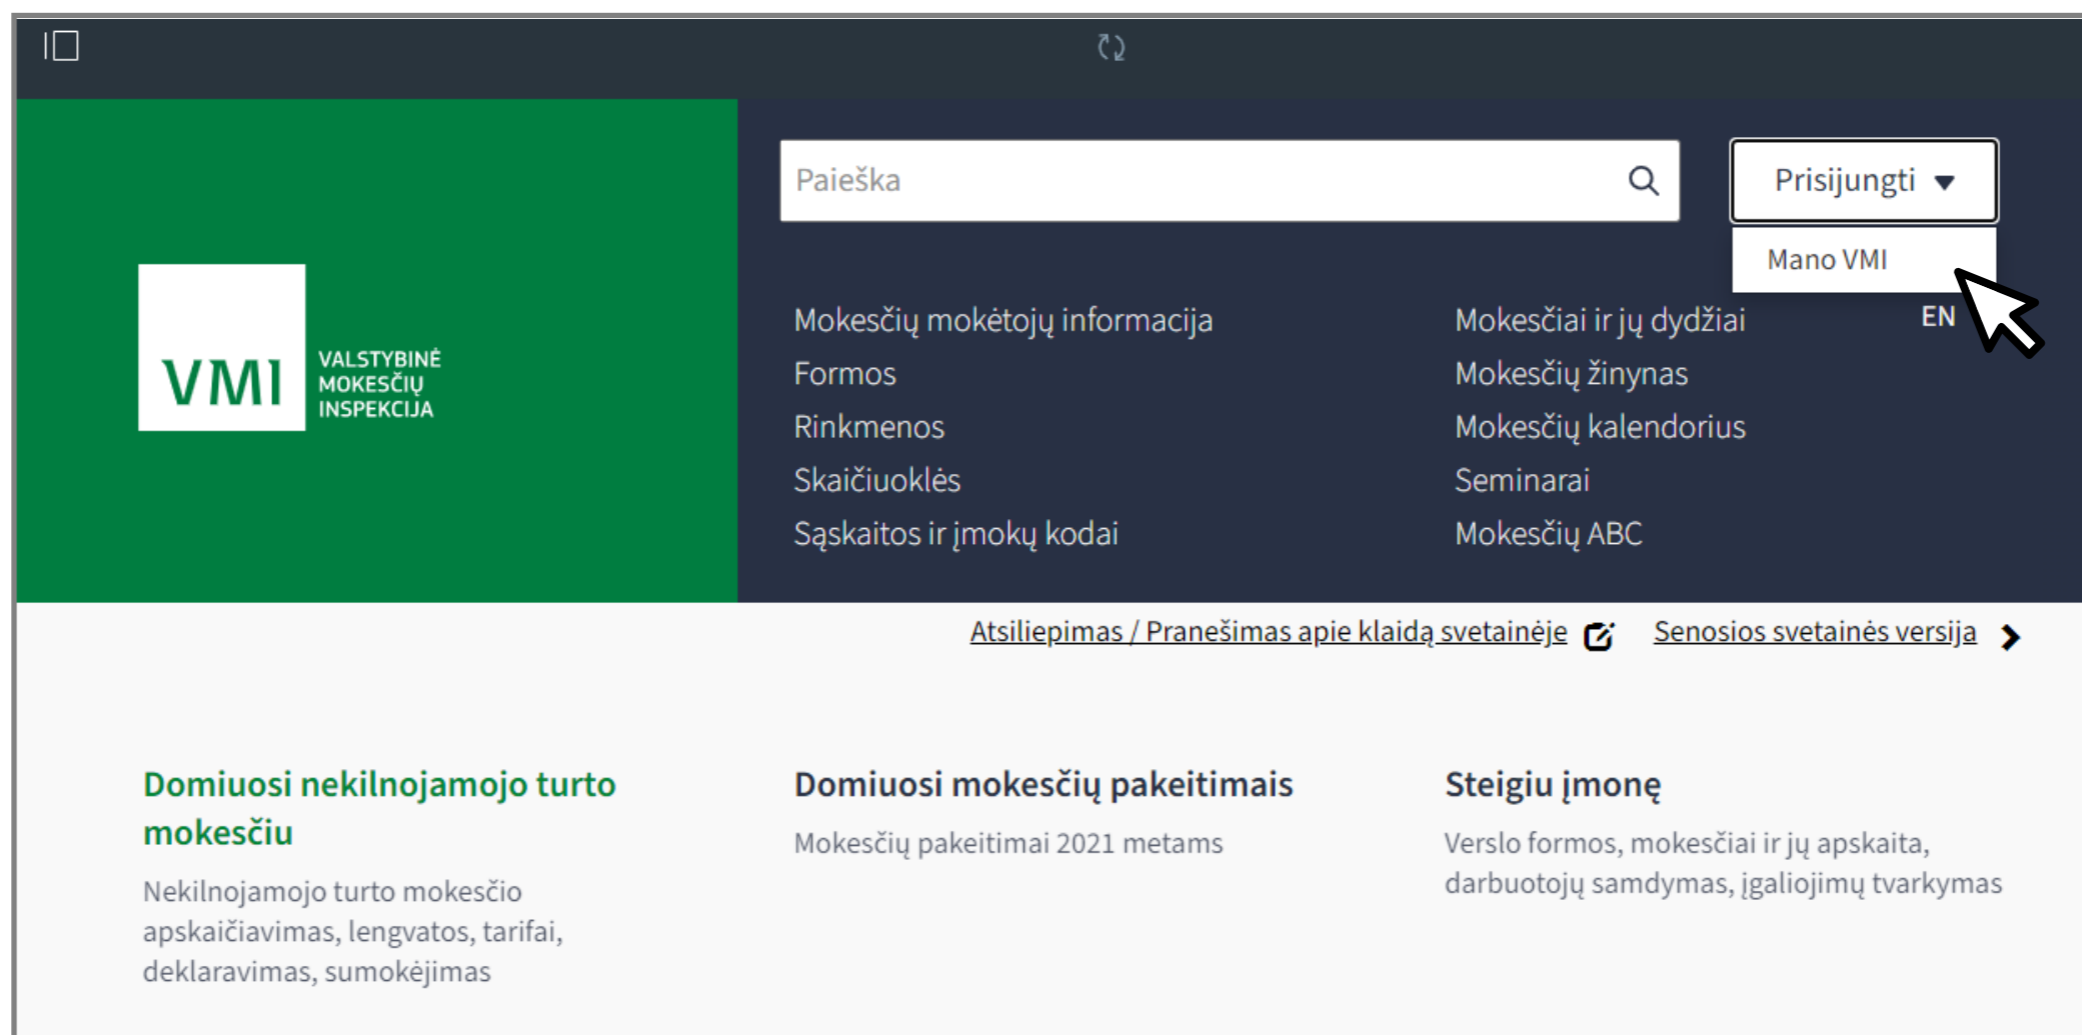 Paieška
Prisijungti
Mano VMI
EN
VMI
VALSTYBINĖ
MOKESČIŲ
INSPEKCIJA
Mokesčių mokėtojų informacija
Formos
Rinkmenos
Skaičiuoklės
Sąskaitos ir įmokų kodai
Mokesčiai ir jų dydžiai
Mokesčių žinynas
Mokesčių kalendorius
Seminarai
Mokesčių ABC
Atsiliepimas / Pranešimas apie klaidą svetainėje
Senosios svetainės versija
Domiuosi nekilnojamojo turto
mokesčiu
Nekilnojamojo turto mokesčio
apskaičiavimas, lengvatos, tarifai,
deklaravimas, sumokėjimas
Domiuosi mokesčių pakeitimais
Mokesčių pakeitimai 2021 metams
Steigiu įmonę
Verslo formos, mokesčiai ir jų apskaita,
darbuotojų samdymas, įgaliojimų tvarkymas